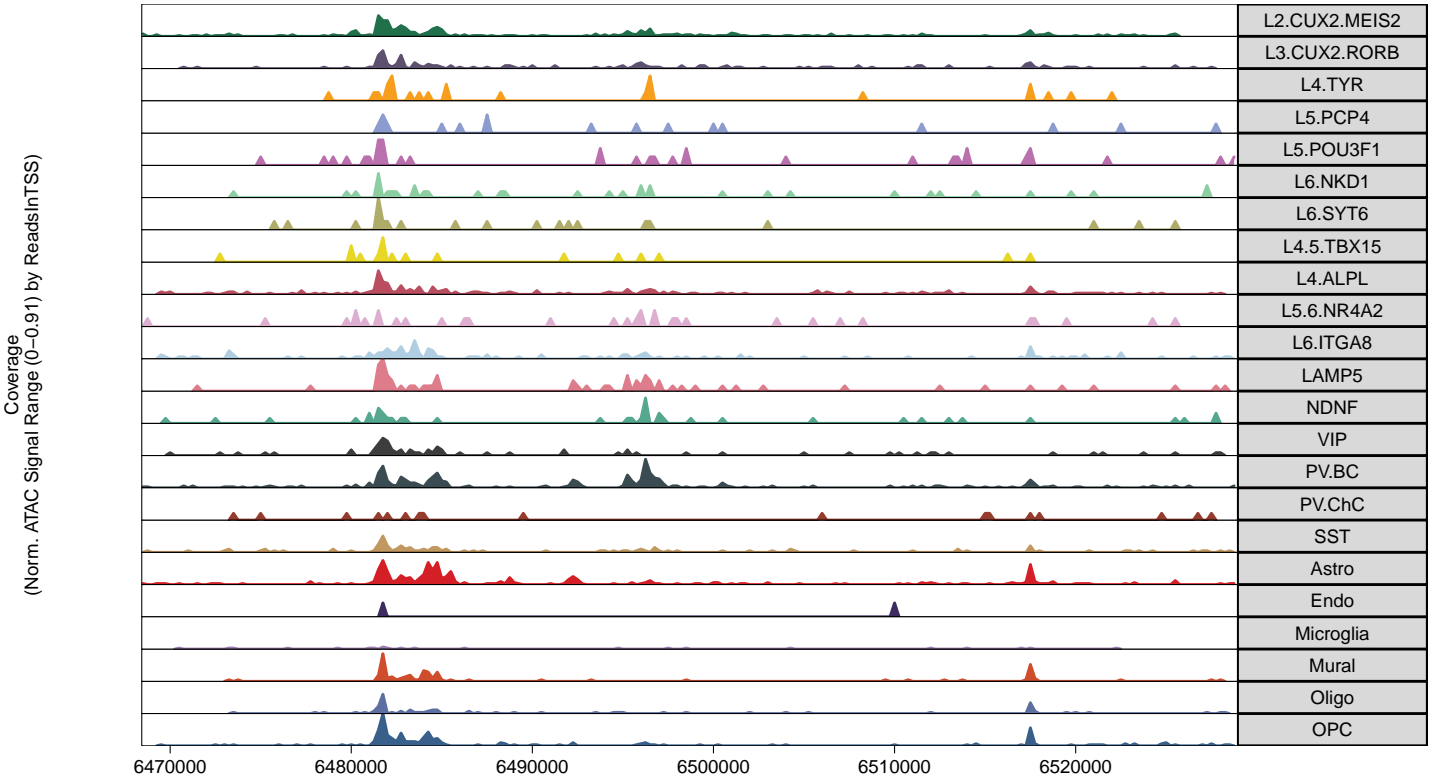 Coverage
(Norm. ATAC Signal Range (0−0.91) by ReadsInTSS)
L2.CUX2.MEIS2
L3.CUX2.RORB
L4.TYR
L5.PCP4
L5.POU3F1
L6.NKD1
L6.SYT6
L4.5.TBX15
L4.ALPL
L5.6.NR4A2
L6.ITGA8
LAMP5
NDNF
VIP
PV.BC
PV.ChC
SST
Astro
Endo
Microglia
Mural
Oligo
OPC
6470000 6480000 6490000 6500000 6510000 6520000